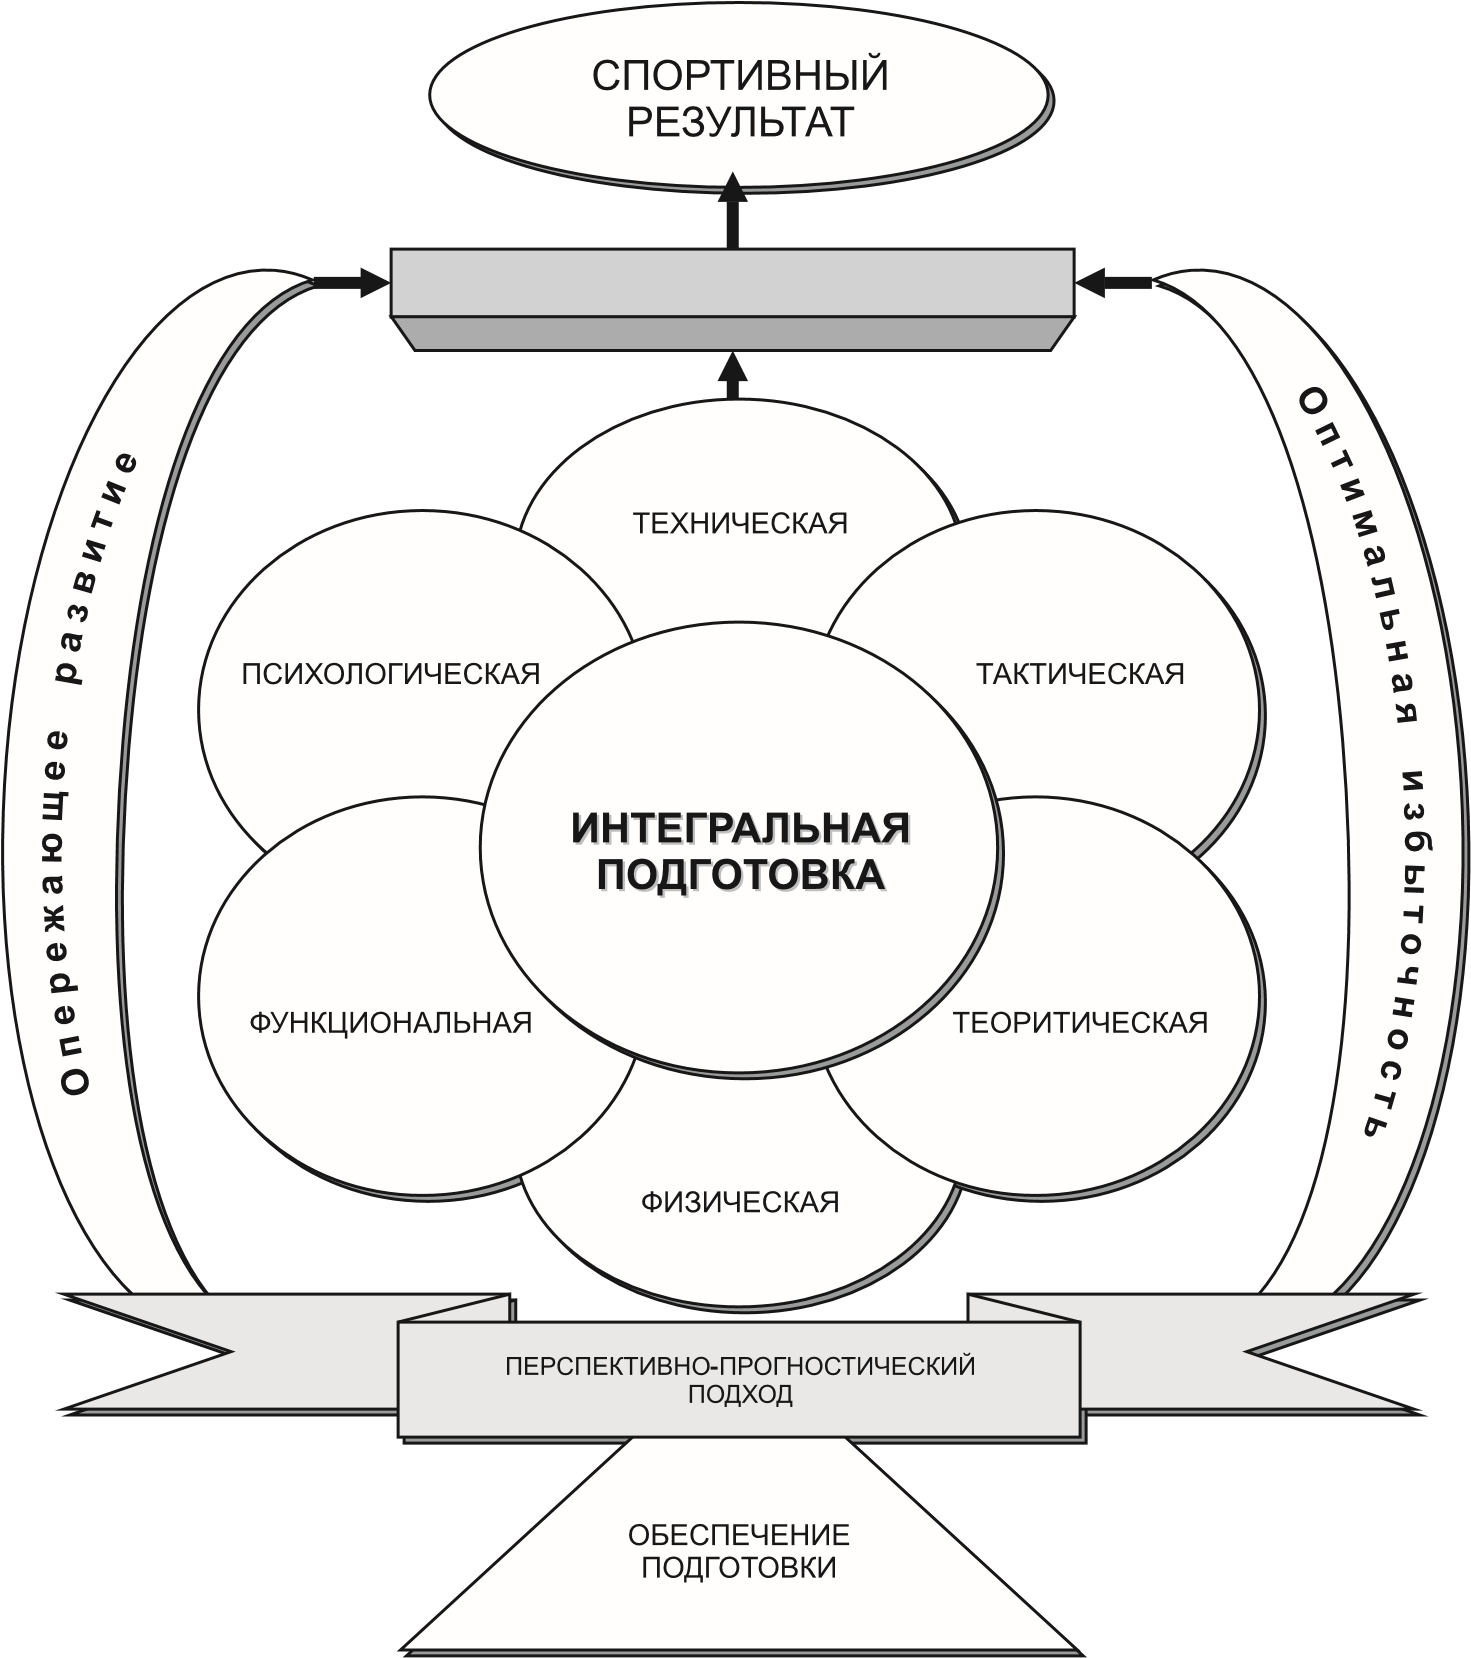 СПОРТИВНЫЙ
РЕЗУЛЬТАТ
Опережающее развитие
Оптимальная избыточность
ТЕХНИЧЕСКАЯ
ПСИХОЛОГИЧЕСКАЯ
ТАКТИЧЕСКАЯ
ИНТЕГРАЛЬНАЯ
ПОДГОТОВКА
ФУНКЦИОНАЛЬНАЯ
ТЕОРИТИЧЕСКАЯ
ФИЗИЧЕСКАЯ
ПЕРСПЕКТИВНО-ПРОГНОСТИЧЕСКИЙ
ПОДХОД
ОБЕСПЕЧЕНИЕ
ПОДГОТОВКИ